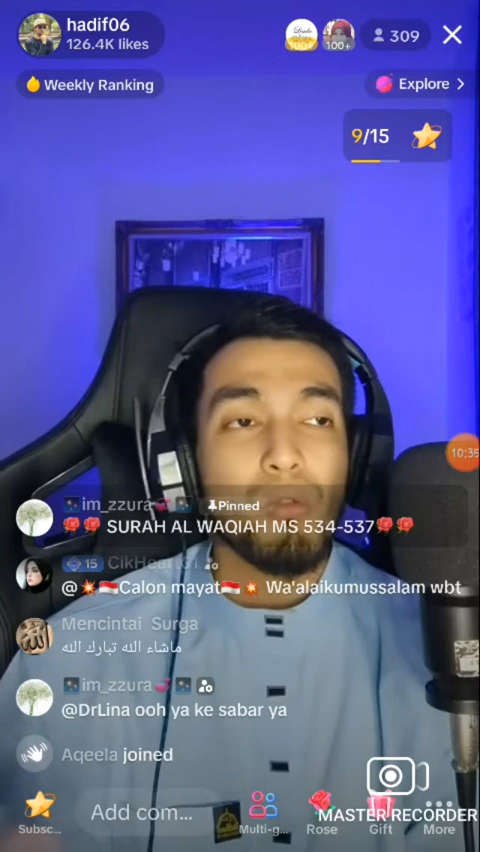 hadif06
126.4K likes
100+
100+
309
Weekly Ranking
Explore
9/15
10:35
im_zzura
Pinned
SURAH AL WAQIAH MS 534-537
15
@Calon mayat Wa'alaikumussalam wbt
Mencintai Surga
ماشاء الله تبارك الله
im_zzura
@DrLina ooh ya ke sabar ya
Aqeela joined
Subsc...
Add com...
Multi-g...
Rose
Gift
More
MASTER RECORDER